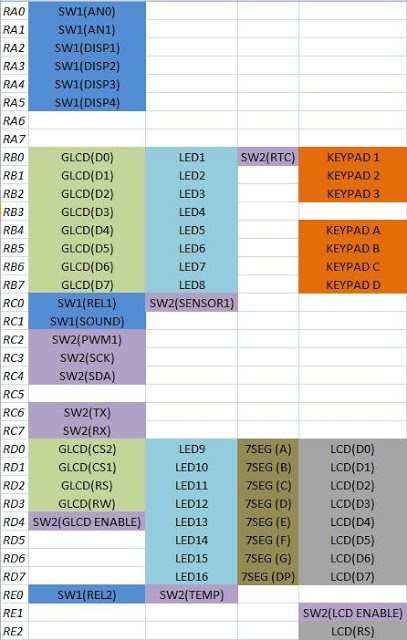 RA0 SW1(AN0)
RA1 SW1(AN1)
RA2 SW1(DISP1)
RA3 SW1(DISP2)
RA4 SW1(DISP3)
RA5 SW1(DISP4)
RA6
RA7
RB0 GLCD(D0) LED1 SW2(RTC) KEYPAD 1
RB1 GLCD(D1) LED2 KEYPAD 2
RB2 GLCD(D2) LED3 KEYPAD 3
RB3 GLCD(D3) LED4
RB4 GLCD(D4) LED5 KEYPAD A
RB5 GLCD(D5) LED6 KEYPAD B
RB6 GLCD(D6) LED7 KEYPAD C
RB7 GLCD(D7) LED8 KEYPAD D
RC0 SW1(REL1) SW2(SENSOR1)
RC1 SW1(SOUND)
RC2 SW2(PWM1)
RC3 SW2(SCK)
RC4 SW2(SDA)
RC5
RC6 SW2(TX)
RC7 SW2(RX)
RD0 GLCD(CS2) LED9 7SEG (A) LCD(D0)
RD1 GLCD(CS1) LED10 7SEG (B) LCD(D1)
RD2 GLCD(RS) LED11 7SEG (C) LCD(D2)
RD3 GLCD(RW) LED12 7SEG (D) LCD(D3)
RD4 SW2(GLCD ENABLE) LED13 7SEG (E) LCD(D4)
RD5 LED14 7SEG (F) LCD(D5)
RD6 LED15 7SEG (G) LCD(D6)
RD7 LED16 7SEG (DP) LCD(D7)
RE0 SW1(REL2) SW2(TEMP)
RE1 SW2(LCD ENABLE)
RE2 LCD(RS)